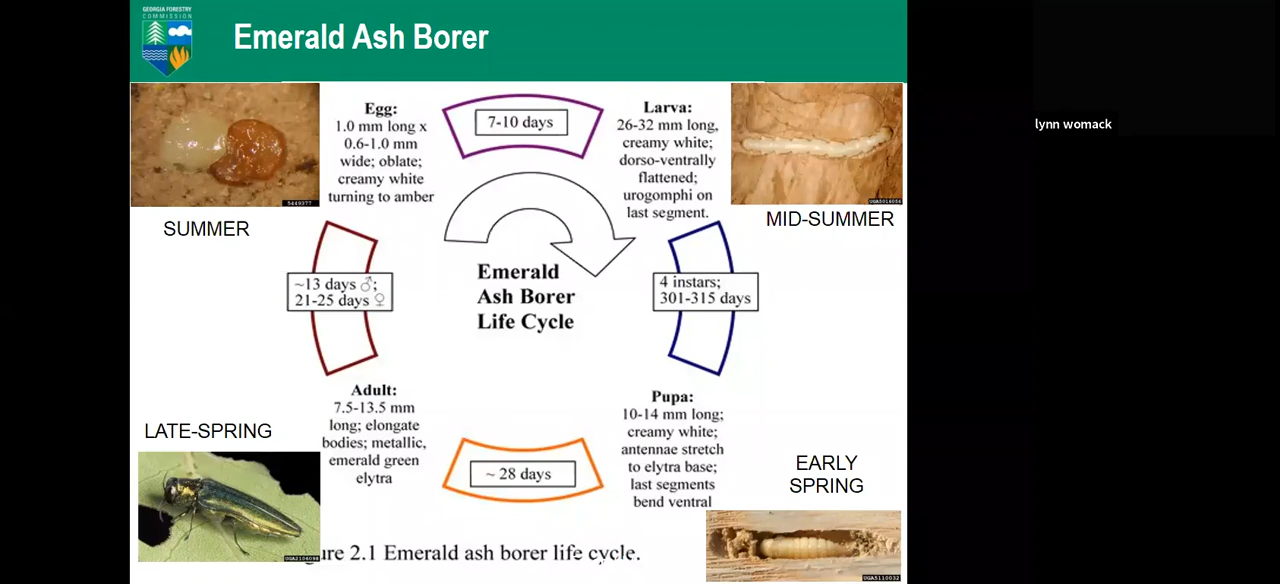 GEORGIA FORESTRY
COMMISSION
Emerald Ash Borer
lynn womack
Egg:
1.0 mm long x
0.6-1.0 mm
wide; oblate;
creamy white
turning to amber
7-10 days
Larva:
26-32 mm long,
creamy white;
dorso-ventrally
flattened;
urogomphi on
last segment.
5449377
UGA5016056
SUMMER
MID-SUMMER
~13 days ♂;
21-25 days ♀
Emerald
Ash Borer
Life Cycle
4 instars;
301-315 days
Adult:
7.5-13.5 mm
long; elongate
bodies; metallic,
emerald green
elytra
Pupa:
10-14 mm long;
creamy white;
antennae stretch
to elytra base;
last segments
bend ventral
LATE-SPRING
~ 28 days
EARLY
SPRING
UGA2106098
ure 2.1 Emerald ash borer life cycle.
UGA5110032